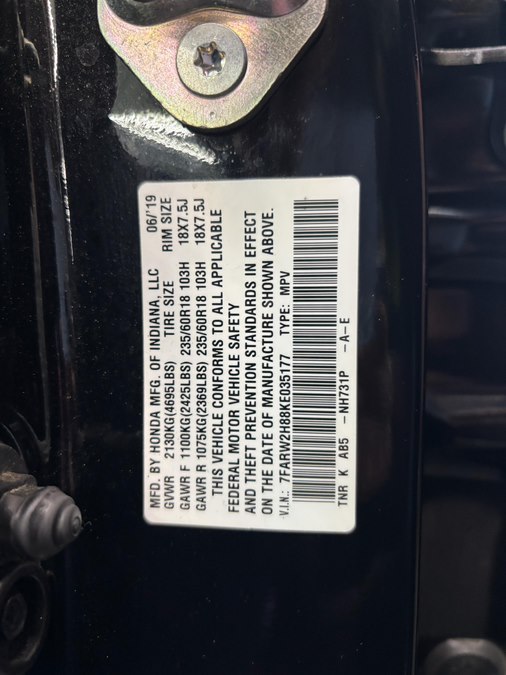 MFD. BY HONDA MFG. OF INDIANA, LLC 06/'19
GVWR 2130KG(4695LBS) TIRE SIZE RIM SIZE
GAWR F 1100KG(2425LBS) 235/60R18 103H 18X7.5J
GAWR R 1075KG(2369LBS) 235/60R18 103H 18X7.5J
THIS VEHICLE CONFORMS TO ALL APPLICABLE
FEDERAL MOTOR VEHICLE SAFETY
AND THEFT PREVENTION STANDARDS IN EFFECT
ON THE DATE OF MANUFACTURE SHOWN ABOVE.
V.I.N.: 7FARW2H88KE035177 TYPE: MPV
TNR K AB5 -NH731P -A-E